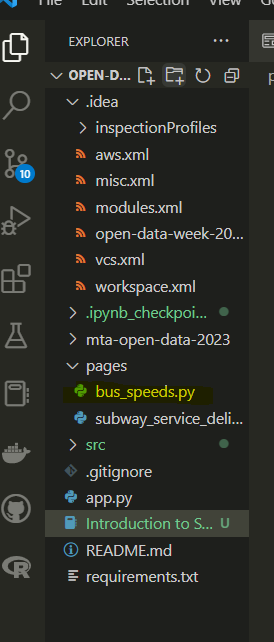 Edit Selection View Go
EXPLORER ...
OPEN-D...
.idea
inspectionProfiles
aws.xml
misc.xml
modules.xml
open-data-week-20...
vcs.xml
workspace.xml
.ipynb_checkpoi...
mta-open-data-2023
pages
bus_speeds.py
subway_service_deli...
src
10
.gitignore
app.py
Introduction to S... U
README.md
requirements.txt
R